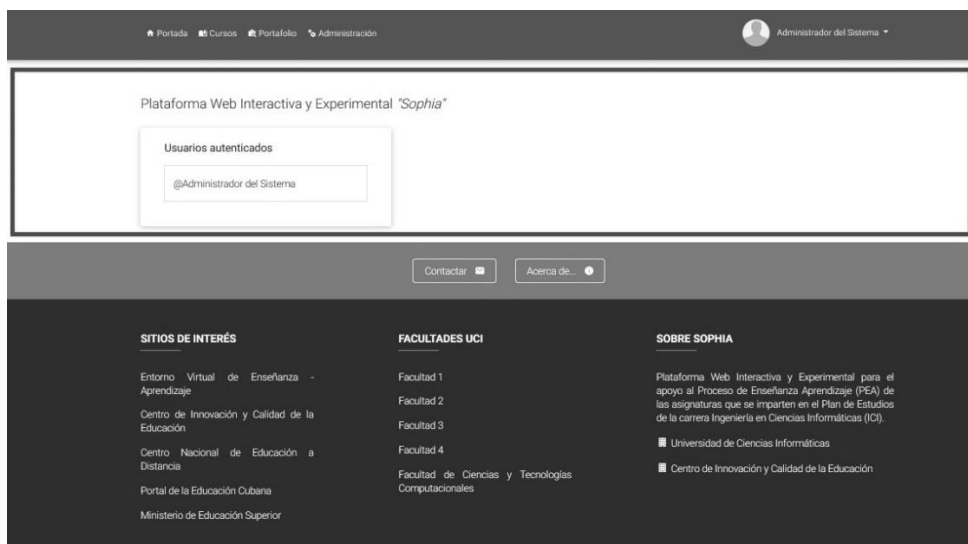 Portada Cursos Portafolio Administración
Administrador del Sistema
Plataforma Web Interactiva y Experimental "Sophia"
Usuarios autenticados
@Administrador del Sistema
Contactar
Acerca de...
SITIOS DE INTERÉS
Entorno Virtual de Enseñanza -
Aprendizaje
Centro de Innovación y Calidad de la
Educación
Centro Nacional de Educación a
Distancia
Portal de la Educación Cubana
Ministerio de Educación Superior
FACULTADES UCI
Facultad 1
Facultad 2
Facultad 3
Facultad 4
Facultad de Ciencias y Tecnologías
Computacionales
SOBRE SOPHIA
Plataforma Web Interactiva y Experimental para el
apoyo al Proceso de Enseñanza Aprendizaje (PEA) de
las asignaturas que se imparten en el Plan de Estudios
de la carrera Ingeniería en Ciencias Informáticas (ICI).
Universidad de Ciencias Informáticas
Centro de Innovación y Calidad de la Educación